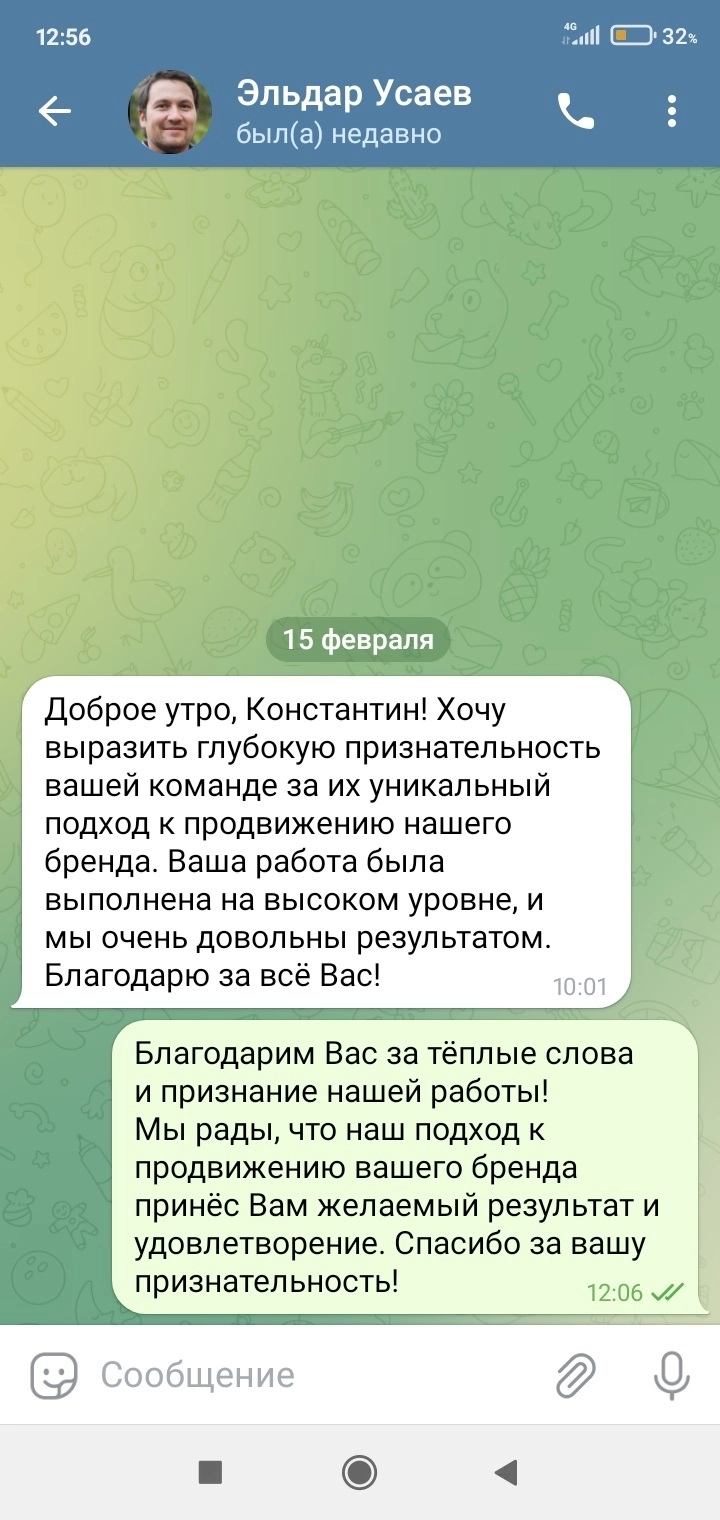 12:56
4G
32%
Эльдар Усаев
был(а) недавно
15 февраля
Доброе утро, Константин! Хочу
выразить глубокую признательность
вашей команде за их уникальный
подход к продвижению нашего
бренда. Ваша работа была
выполнена на высоком уровне, и
мы очень довольны результатом.
Благодарю за всё Вас!
10:01
Благодарим Вас за тёплые слова
и признание нашей работы!
Мы рады, что наш подход к
продвижению вашего бренда
принёс Вам желаемый результат и
удовлетворение. Спасибо за вашу
признательность!
12:06
Сообщение